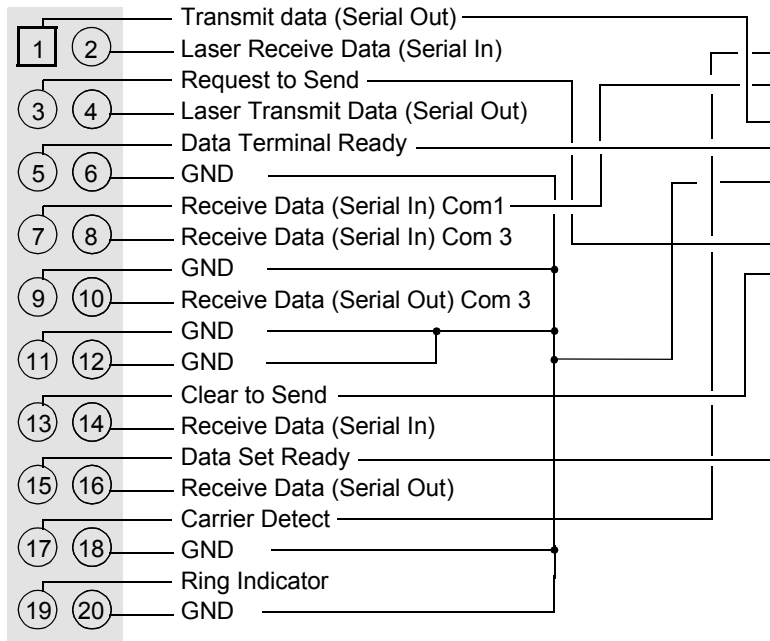 Transmit data (Serial Out)
1 2 Laser Receive Data (Serial In)
Request to Send
3 4 Laser Transmit Data (Serial Out)
Data Terminal Ready
5 6 GND
Receive Data (Serial In) Com1
7 8 Receive Data (Serial In) Com 3
GND
9 10 Receive Data (Serial Out) Com 3
GND
11 12 GND
Clear to Send
13 14 Receive Data (Serial In)
Data Set Ready
15 16 Receive Data (Serial Out)
Carrier Detect
17 18 GND
Ring Indicator
19 20 GND